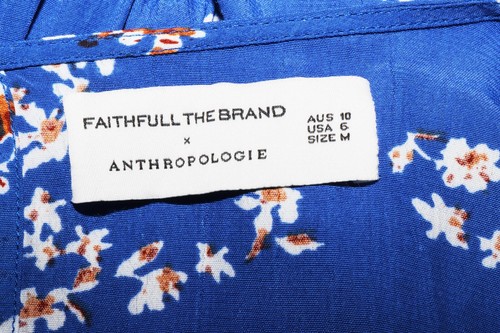 FAITHFULL THE BRAND
x
ANTHROPOLOGIE
AUS 10
USA 6
SIZE M